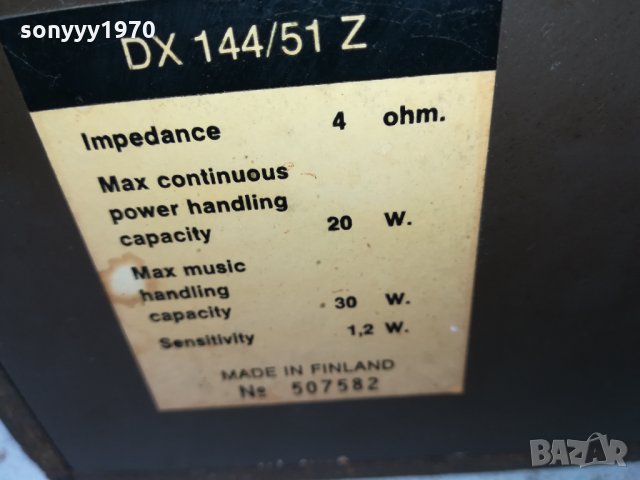 sonyyy1970
DX 144/51 Z
Impedance 4 ohm.
Max continuous
power handling
capacity 20 W.
Max music
handling
capacity 30 W.
Sensitivity 1,2 W.
MADE IN FINLAND
№ 507582
BAZAR